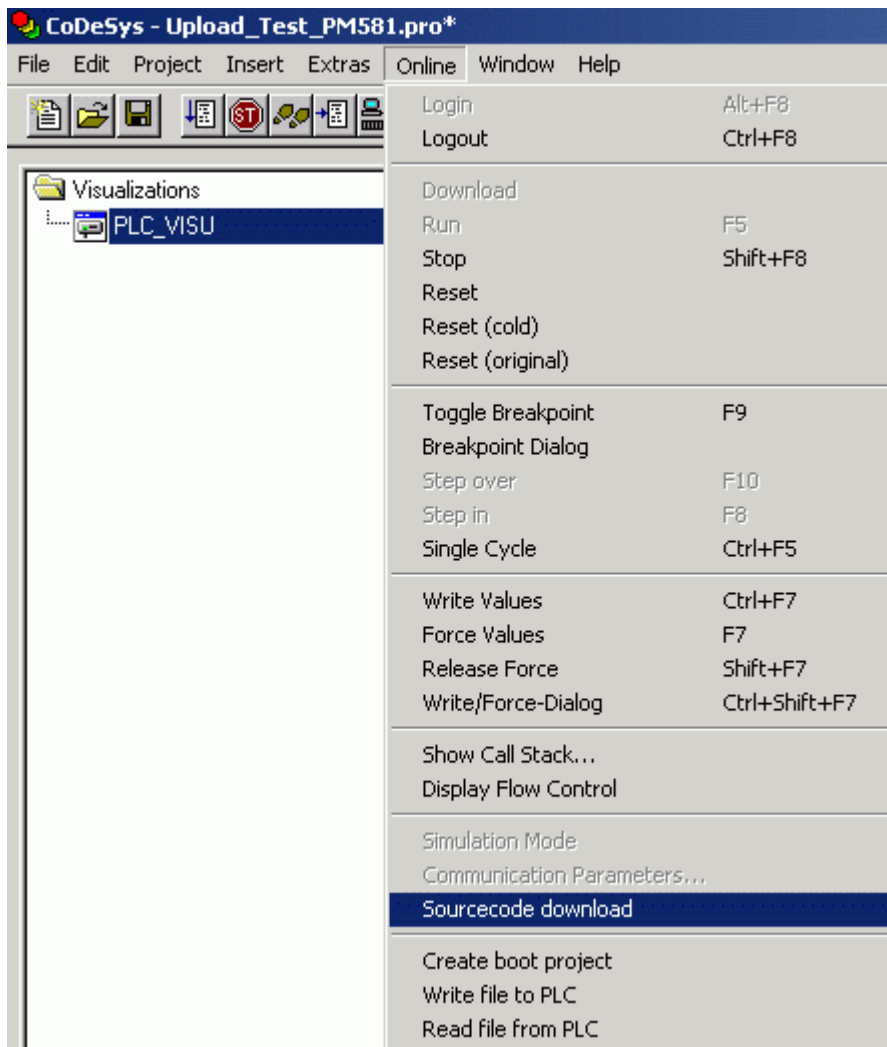 CoDeSys - Upload_Test_PM581.pro*
File Edit Project Insert Extras Online Window Help
ST
Login Alt+F8
Logout Ctrl+F8
Visualizations
PLC_VISU
Download
Run F5
Stop Shift+F8
Reset
Reset (cold)
Reset (original)
Toggle Breakpoint F9
Breakpoint Dialog
Step over F10
Step in F8
Single Cycle Ctrl+F5
Write Values Ctrl+F7
Force Values F7
Release Force Shift+F7
Write/Force-Dialog Ctrl+Shift+F7
Show Call Stack...
Display Flow Control
Simulation Mode
Communication Parameters...
Sourcecode download
Create boot project
Write file to PLC
Read file from PLC